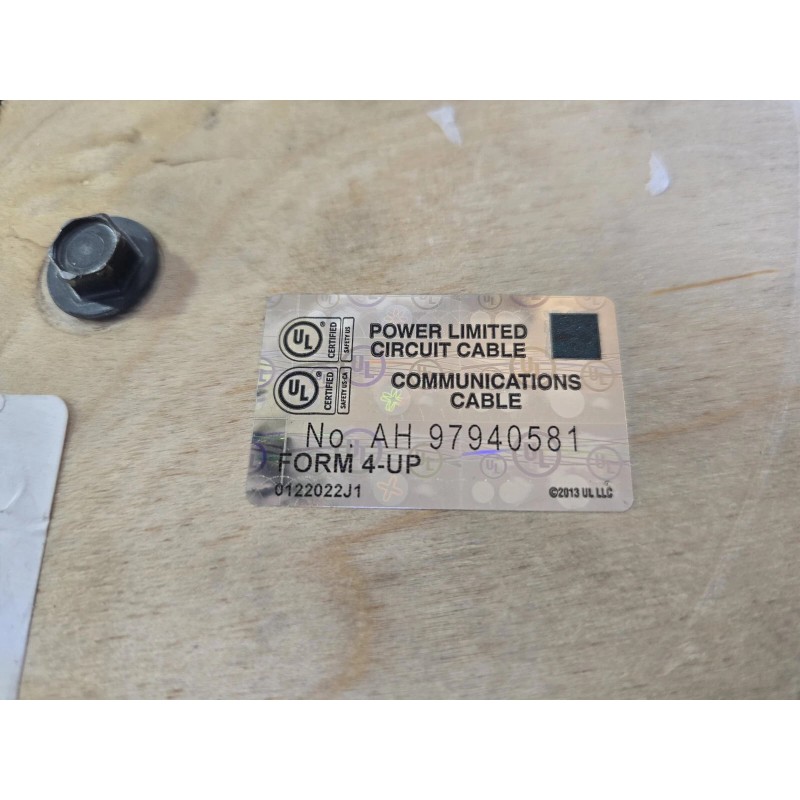 UL ® CERTIFIED SAFETY US
POWER LIMITED
CIRCUIT CABLE
UL ® CERTIFIED SAFETY US-CA
COMMUNICATIONS
CABLE
No. AH 97940581
FORM 4-UP
0122022J1
©2013 UL LLC